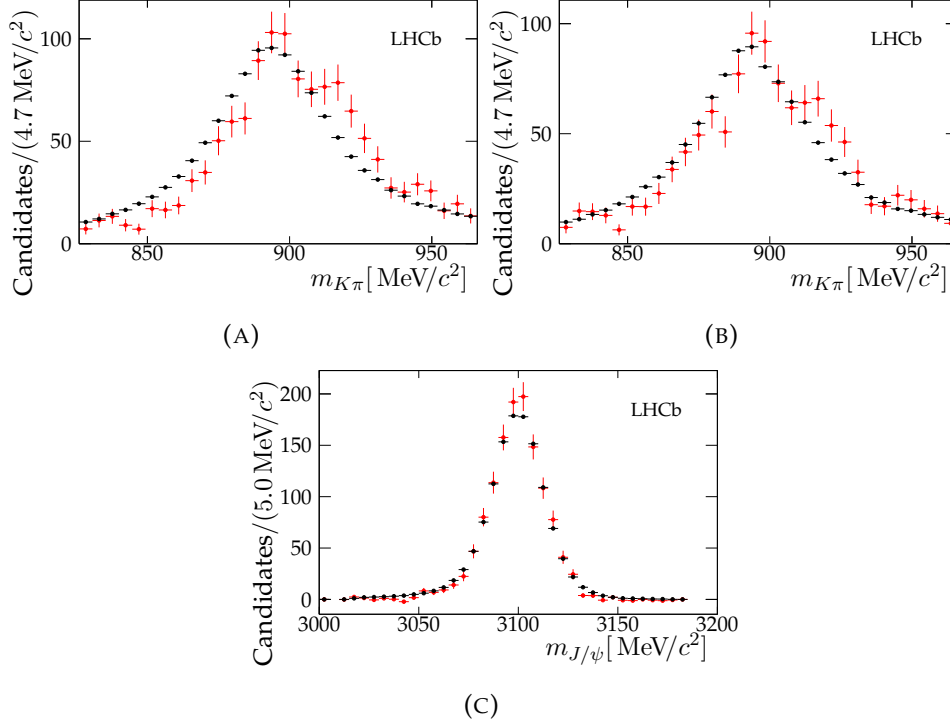 Candidates/(4.7 MeV/c²)
100
50
0
LHCb
850
900
950
m_{Kπ}[MeV/c²]
(A)
Candidates/(4.7 MeV/c²)
100
50
0
LHCb
850
900
950
m_{Kπ}[MeV/c²]
(B)
Candidates/(5.0 MeV/c²)
200
150
100
50
0
LHCb
3000
3050
3100
3150
3200
m_{J/ψ}[MeV/c²]
(C)